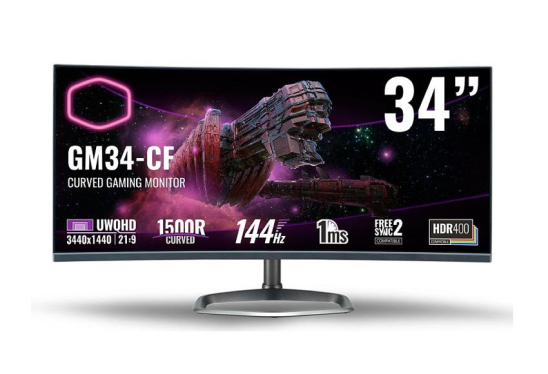 34”
GM34-CF
CURVED GAMING MONITOR
UWQHD
3440x1440 | 21:9
1500R
CURVED
144Hz
1ms
FREE
SYNC 2
COMPATIBLE
HDR400
COMPATIBLE